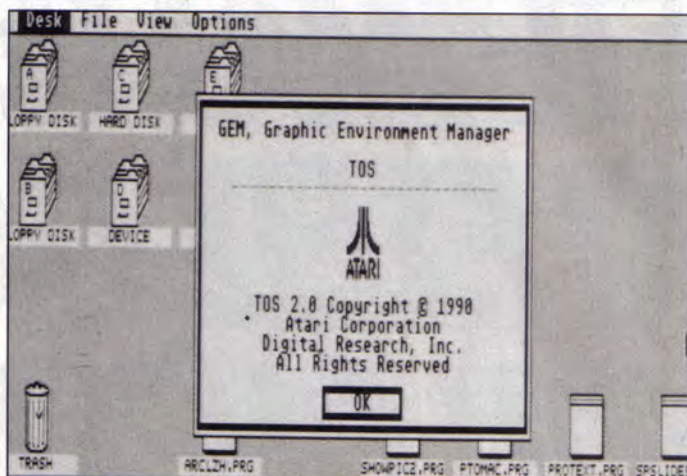 Desk File View Options
A C E
LOPPY DISK HARD DISK
GEM, Graphic Environment Manager
TOS
B D
LOPPY DISK DEVICE
ATARI
TOS 2.0 Copyright © 1990
Atari Corporation
Digital Research, Inc.
All Rights Reserved
OK
TRASH ARCLZH.PRG SHOWPIC2.PRG PTOMAC.PRG PROTEXT.PRG SPSLIDE